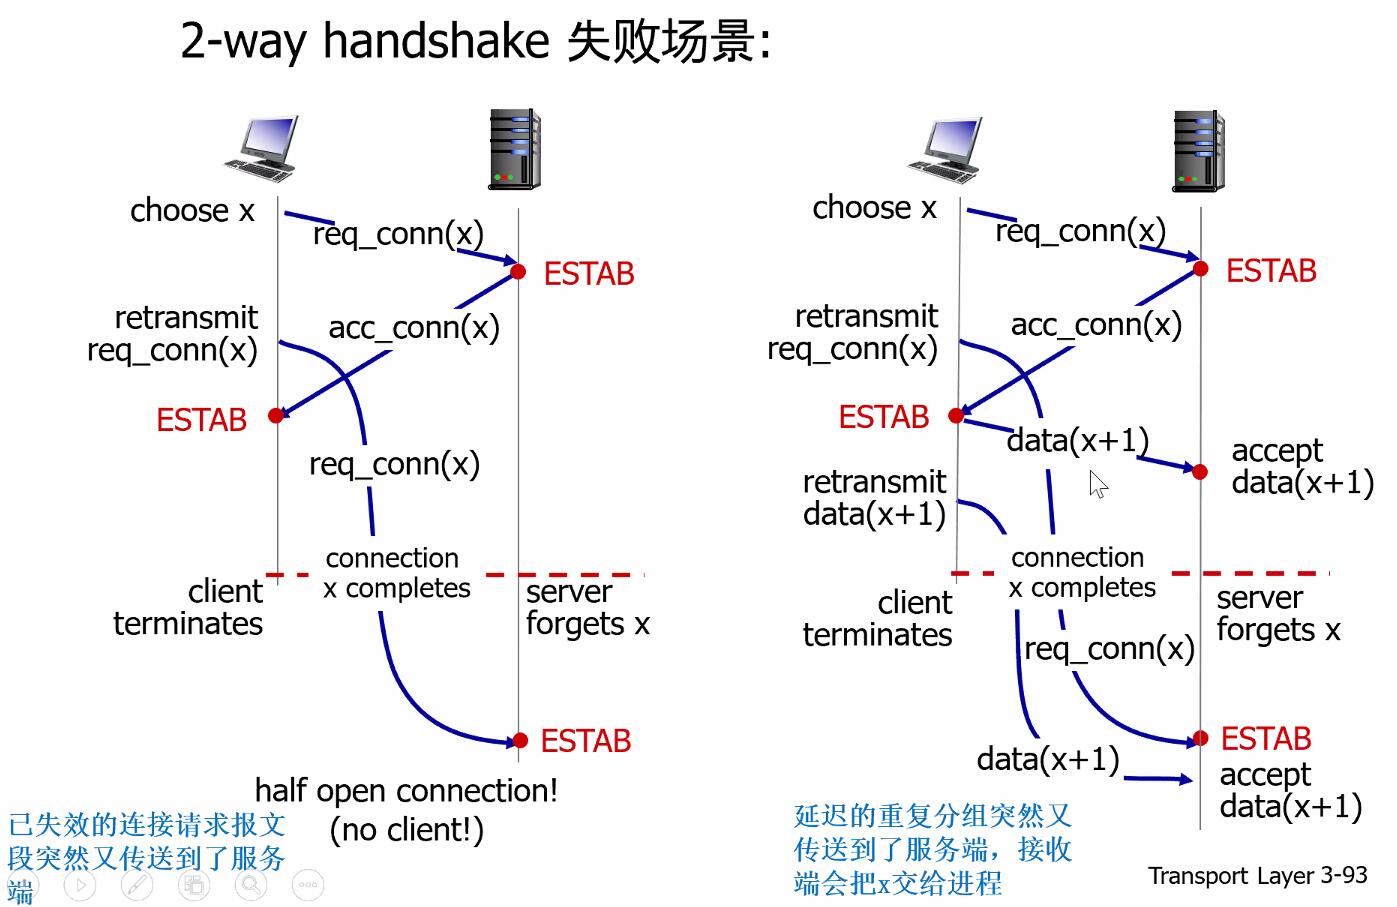 2-way handshake 失败场景:
choose x
req_conn(x)
ESTAB
retransmit
req_conn(x)
acc_conn(x)
ESTAB
req_conn(x)
connection
x completes
client
terminates
server
forgets x
ESTAB
half open connection!
(no client!)
已失效的连接请求报文
段突然又传送到了服务
端
choose x
req_conn(x)
ESTAB
retransmit
req_conn(x)
acc_conn(x)
ESTAB
data(x+1)
accept
data(x+1)
retransmit
data(x+1)
connection
x completes
client
terminates
server
forgets x
req_conn(x)
ESTAB
data(x+1)
accept
data(x+1)
延迟的重复分组突然又
传送到了服务端，接收
端会把x交给进程
Transport Layer 3-93